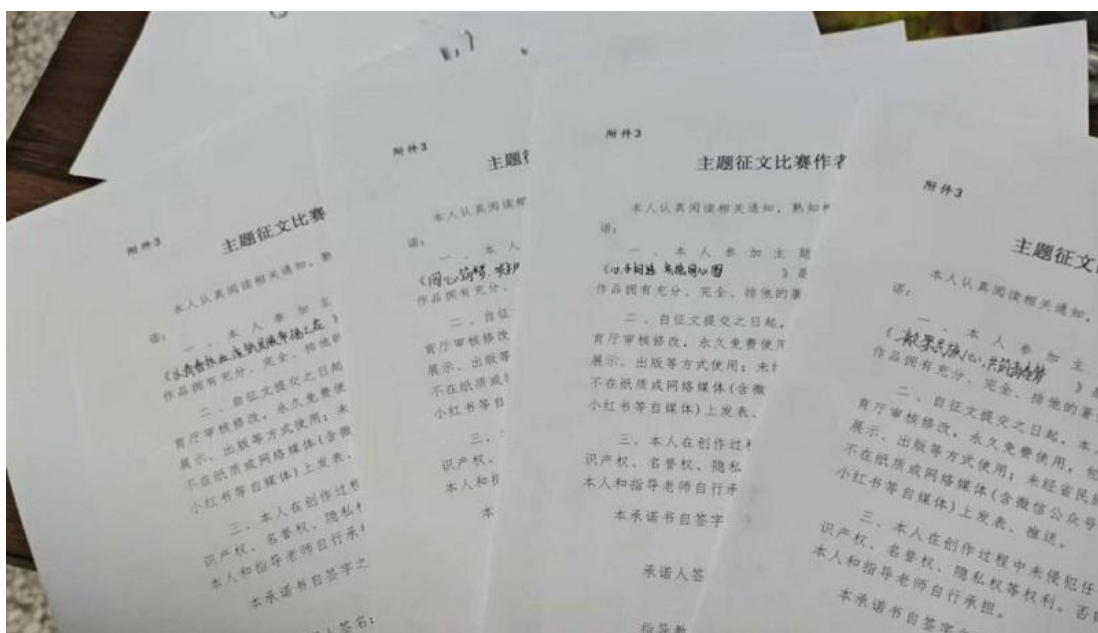 附件3
主题征文比赛
本人认真阅读相关通知，熟
诺：
一、本人参加主
作品拥有充分、完全、排他
二、自征文提交之日起
育厅审核修改，永久免费使
展示、出版等方式使用；未
不在纸质或网络媒体(含微
小红书等自媒体)上发表、
三、本人在创作过程
识产权、名誉权、隐私
本人和指导老师自行承
本承诺书自签字之
人签名：
附件3
主题
本人认真阅读相
诺：
一、本人
《同心筑梦
作品拥有充分、
二、自征
育厅审核修改
展示、出版等
不在纸质或
小红书等自
三、
识产权、
本人和指
本
附件3
主题征文比赛作者
本人认真阅读相关通知，熟知
诺：
一、本人参加主题
》是
作品拥有充分、完全、排他的著
二、自征文提交之日起，
育厅审核修改，永久免费使用
展示、出版等方式使用；未
不在纸质或网络媒体(含微
小红书等自媒体)上发表、
三、本人在创作过程
识产权、名誉权、隐私
本人和指导老师自行承
本承诺书自签字
承诺人签
指导教
附件3
主题征文
本人认真阅读相关通知，
诺：
一、本人参加主
》是
作品拥有充分、完全、排他的著
二、自征文提交之日起，本人
育厅审核修改，永久免费使用，包
展示、出版等方式使用；未经省民族
不在纸质或网络媒体(含微信公众号
小红书等自媒体)上发表、推送。
三、本人在创作过程中未侵犯任
识产权、名誉权、隐私权等权利。否
本人和指导老师自行承担。
本承诺书自签字